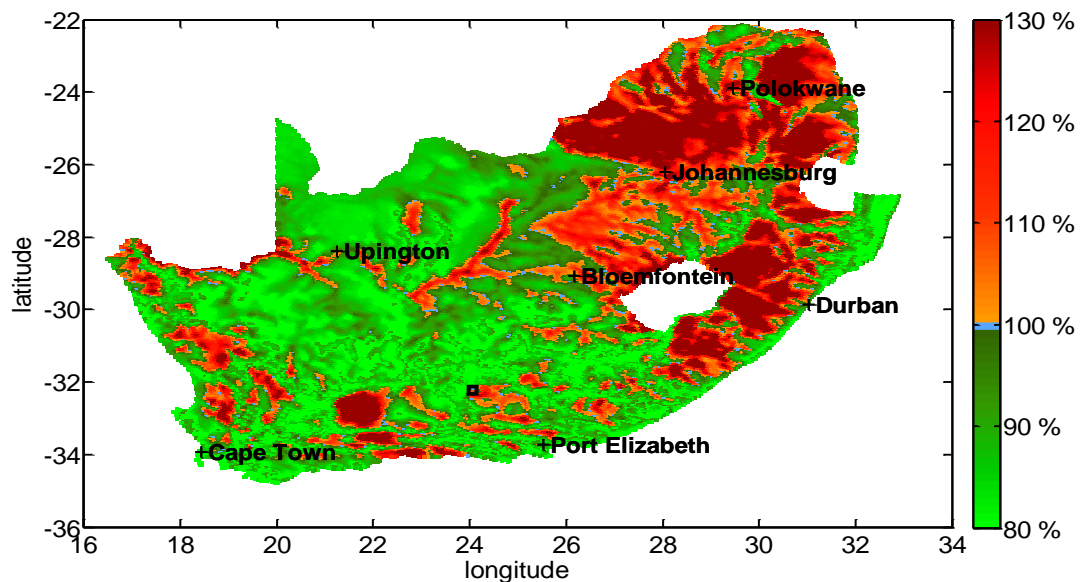 -22
-24
-26
-28
-30
-32
-34
-36
latitude
16
18
20
22
24
26
28
30
32
34
longitude
+Polokwane
+Johannesburg
+Upington
+Bloemfontein
+Durban
+Port Elizabeth
+Cape Town
130 %
120 %
110 %
100 %
90 %
80 %